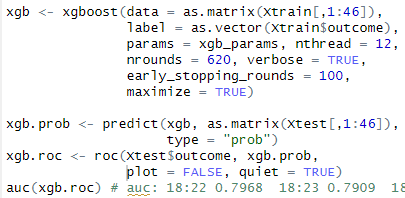 xgb <- xgboost(data = as.matrix(Xtrain[,1:46]),
label = as.vector(Xtrain$outcome),
params = xgb_params, nthread = 12,
nrounds = 620, verbose = TRUE,
early_stopping_rounds = 100,
maximize = TRUE)
xgb.prob <- predict(xgb, as.matrix(Xtest[,1:46]),
type = "prob")
xgb.roc <- roc(Xtest$outcome, xgb.prob,
plot = FALSE, quiet = TRUE)
auc(xgb.roc) # auc: 18:22 0.7968 18:23 0.7909 18